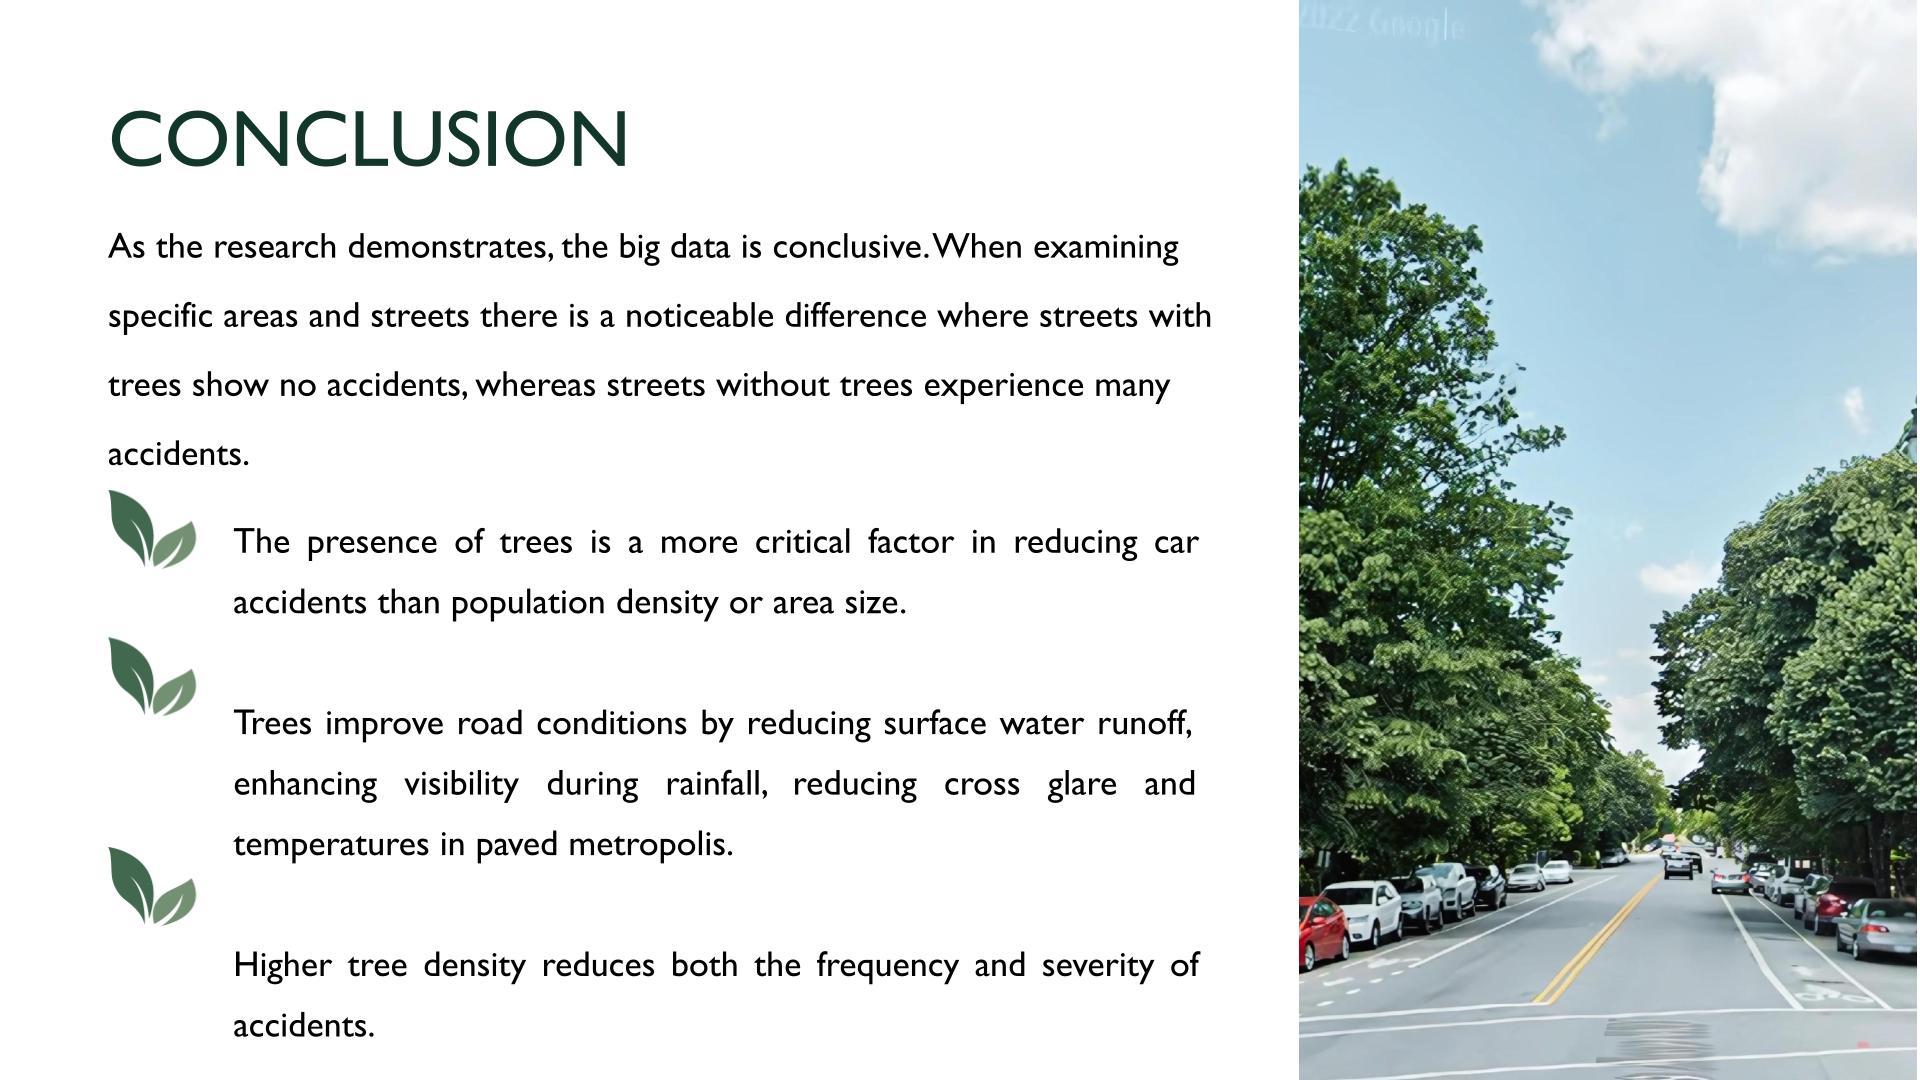 2022 Google
CONCLUSION
As the research demonstrates, the big data is conclusive. When examining
specific areas and streets there is a noticeable difference where streets with
trees show no accidents, whereas streets without trees experience many
accidents.
The presence of trees is a more critical factor in reducing car
accidents than population density or area size.
Trees improve road conditions by reducing surface water runoff,
enhancing visibility during rainfall, reducing cross glare and
temperatures in paved metropolis.
Higher tree density reduces both the frequency and severity of
accidents.